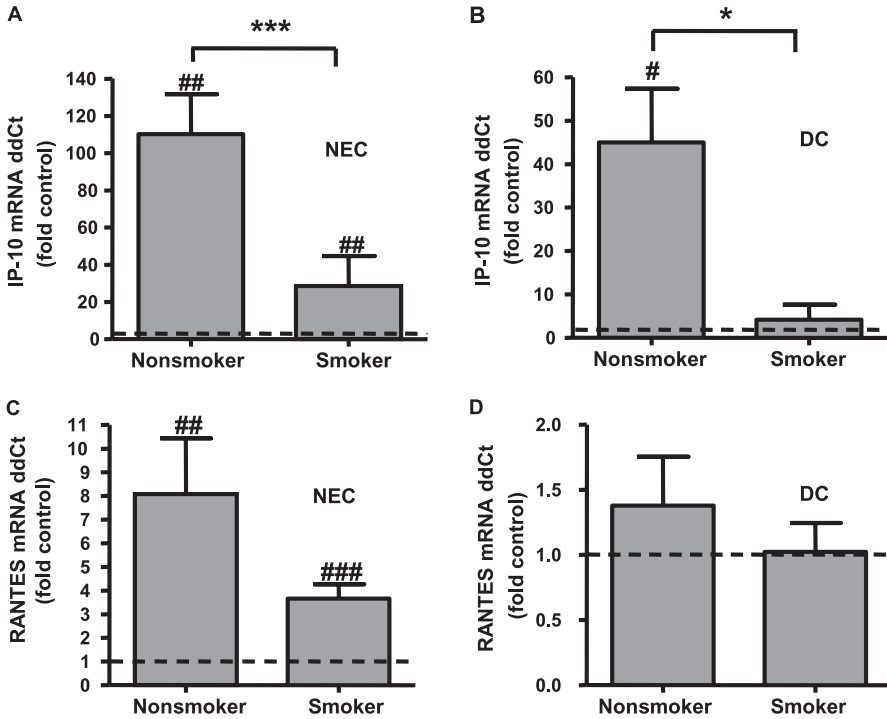 A
***
IP-10 mRNA ddCt
(fold control)
140
120
100
80
60
40
20
0
##
NEC
##
Nonsmoker
Smoker
B
*
IP-10 mRNA ddCt
(fold control)
60
50
40
30
20
10
0
#
DC
Nonsmoker
Smoker
C
RANTES mRNA ddCt
(fold control)
11
10
9
8
7
6
5
4
3
2
1
0
##
NEC
###
Nonsmoker
Smoker
D
RANTES mRNA ddCt
(fold control)
2.0
1.5
1.0
0.5
0.0
DC
Nonsmoker
Smoker